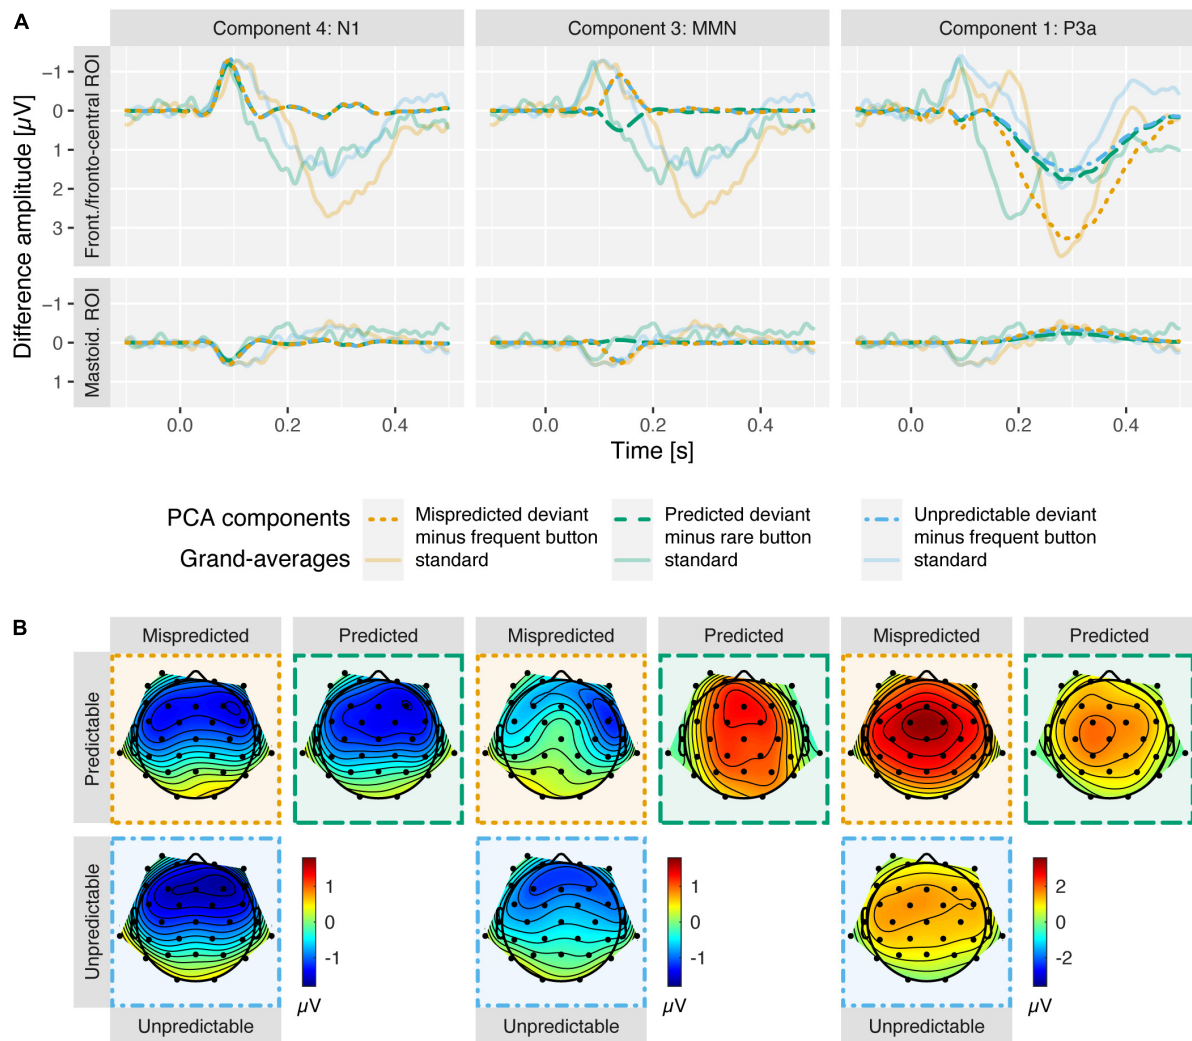 A
Component 4: N1
Component 3: MMN
Component 1: P3a
Difference amplitude [µV]
Front./fronto-central ROI
−1
0
1
2
3
Mastoid. ROI
−1
0
1
0.0
0.2
0.4
0.0
0.2
0.4
0.0
0.2
0.4
Time [s]
PCA components
Grand-averages
Mispredicted deviant
minus frequent button
standard
Predicted deviant
minus rare button
standard
Unpredictable deviant
minus frequent button
standard
B
Mispredicted
Predicted
Mispredicted
Predicted
Mispredicted
Predicted
Predictable
Unpredictable
1
0
-1
µV
1
0
-1
µV
2
0
-2
µV
Unpredictable
Unpredictable
Unpredictable